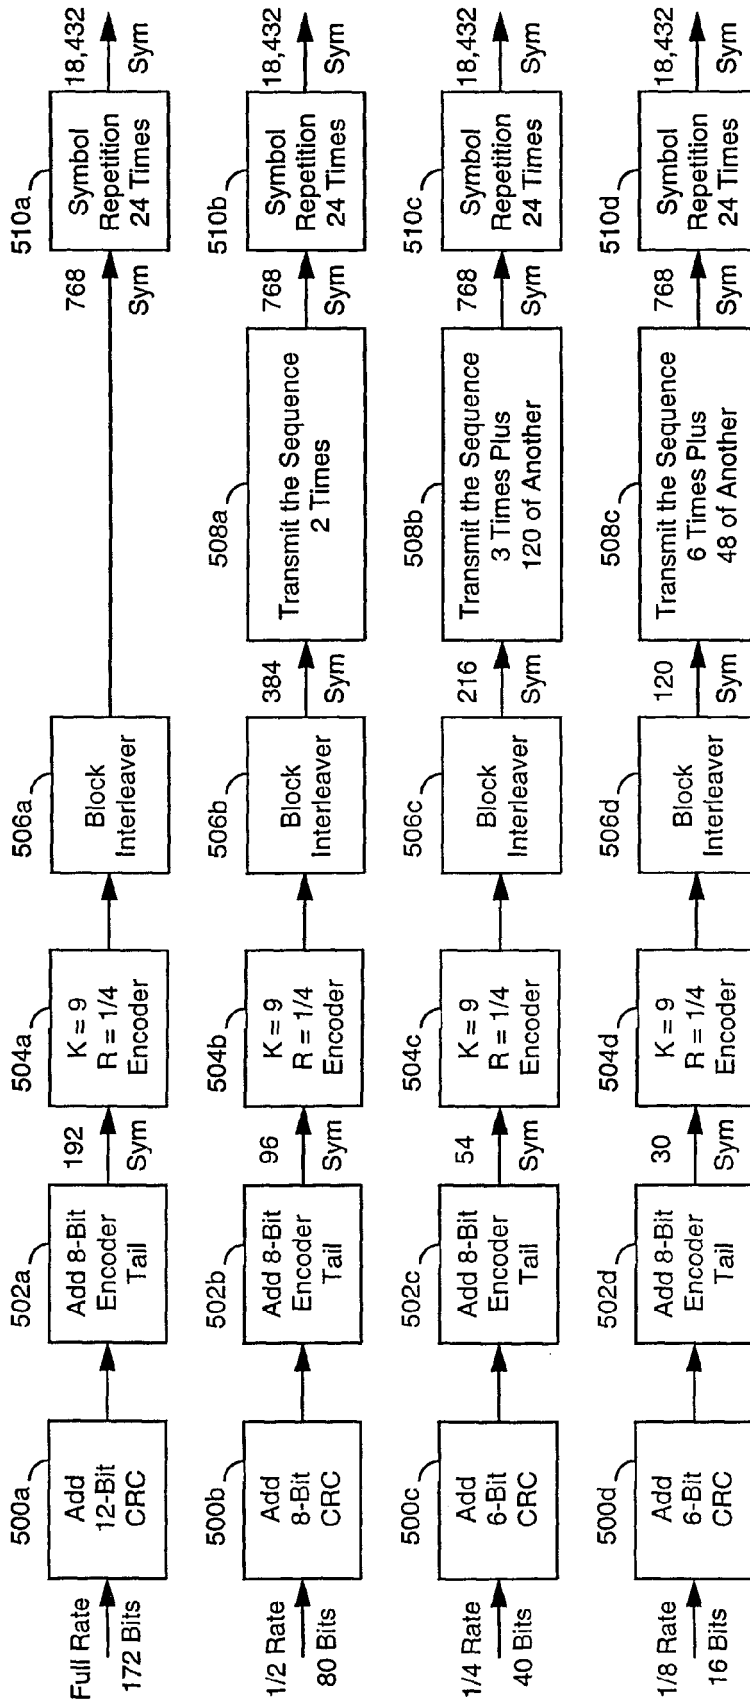 Full Rate
172 Bits
500a
Add
12-Bit
CRC
502a
Add 8-Bit
Encoder
Tail
192
Sym
504a
K = 9
R = 1/4
Encoder
506a
Block
Interleaver
768
Sym
510a
Symbol
Repetition
24 Times
18,432
Sym
1/2 Rate
80 Bits
500b
Add
8-Bit
CRC
502b
Add 8-Bit
Encoder
Tail
96
Sym
504b
K = 9
R = 1/4
Encoder
506b
Block
Interleaver
384
Sym
508a
Transmit the Sequence
2 Times
768
Sym
510b
Symbol
Repetition
24 Times
18,432
Sym
1/4 Rate
40 Bits
500c
Add
6-Bit
CRC
502c
Add 8-Bit
Encoder
Tail
54
Sym
504c
K = 9
R = 1/4
Encoder
506c
Block
Interleaver
216
Sym
508b
Transmit the Sequence
3 Times Plus
120 of Another
768
Sym
510c
Symbol
Repetition
24 Times
18,432
Sym
1/8 Rate
16 Bits
500d
Add
6-Bit
CRC
502d
Add 8-Bit
Encoder
Tail
30
Sym
504d
K = 9
R = 1/4
Encoder
506d
Block
Interleaver
120
Sym
508c
Transmit the Sequence
6 Times Plus
48 of Another
768
Sym
510d
Symbol
Repetition
24 Times
18,432
Sym